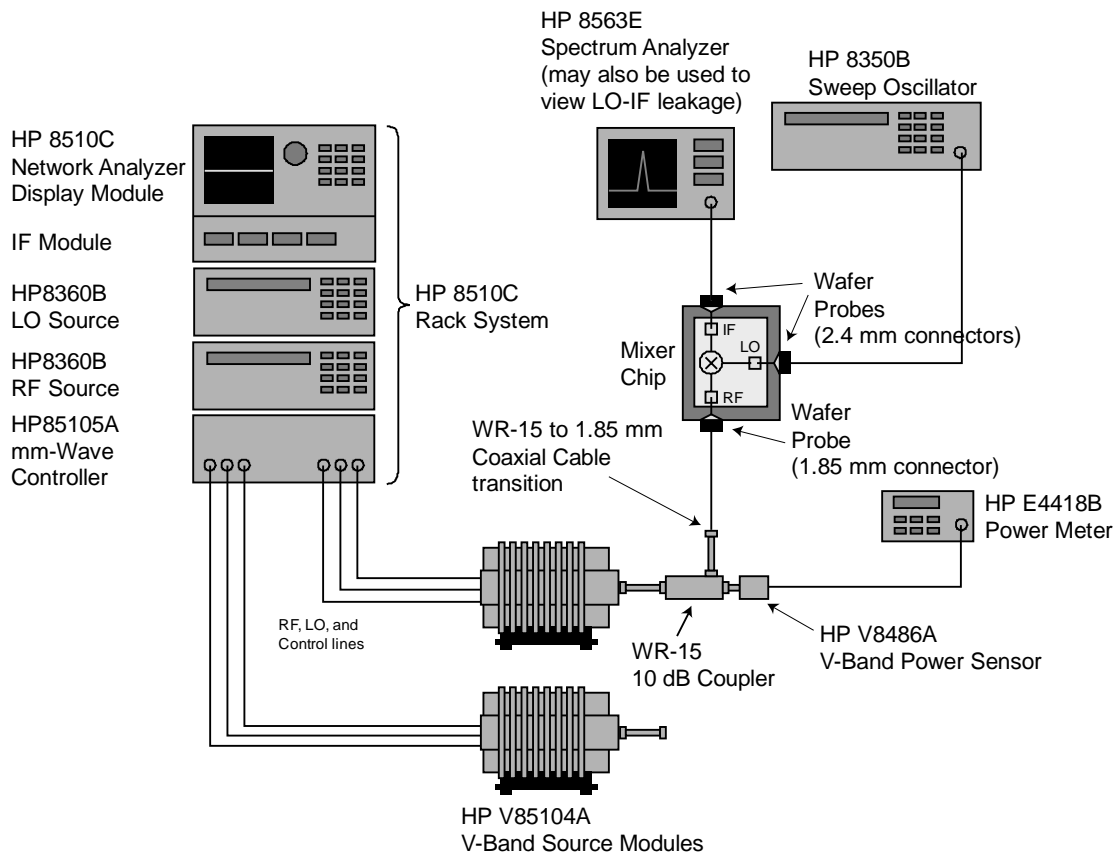 HP 8563E
Spectrum Analyzer
(may also be used to
view LO-IF leakage)
HP 8350B
Sweep Oscillator
HP 8510C
Network Analyzer
Display Module
IF Module
HP8360B
LO Source
HP8360B
RF Source
HP85105A
mm-Wave
Controller
HP 8510C
Rack System
Wafer
Probes
(2.4 mm connectors)
Mixer
Chip
IF
LO
RF
Wafer
Probe
(1.85 mm connector)
WR-15 to 1.85 mm
Coaxial Cable
transition
HP E4418B
Power Meter
RF, LO, and
Control lines
WR-15
10 dB Coupler
HP V8486A
V-Band Power Sensor
HP V85104A
V-Band Source Modules